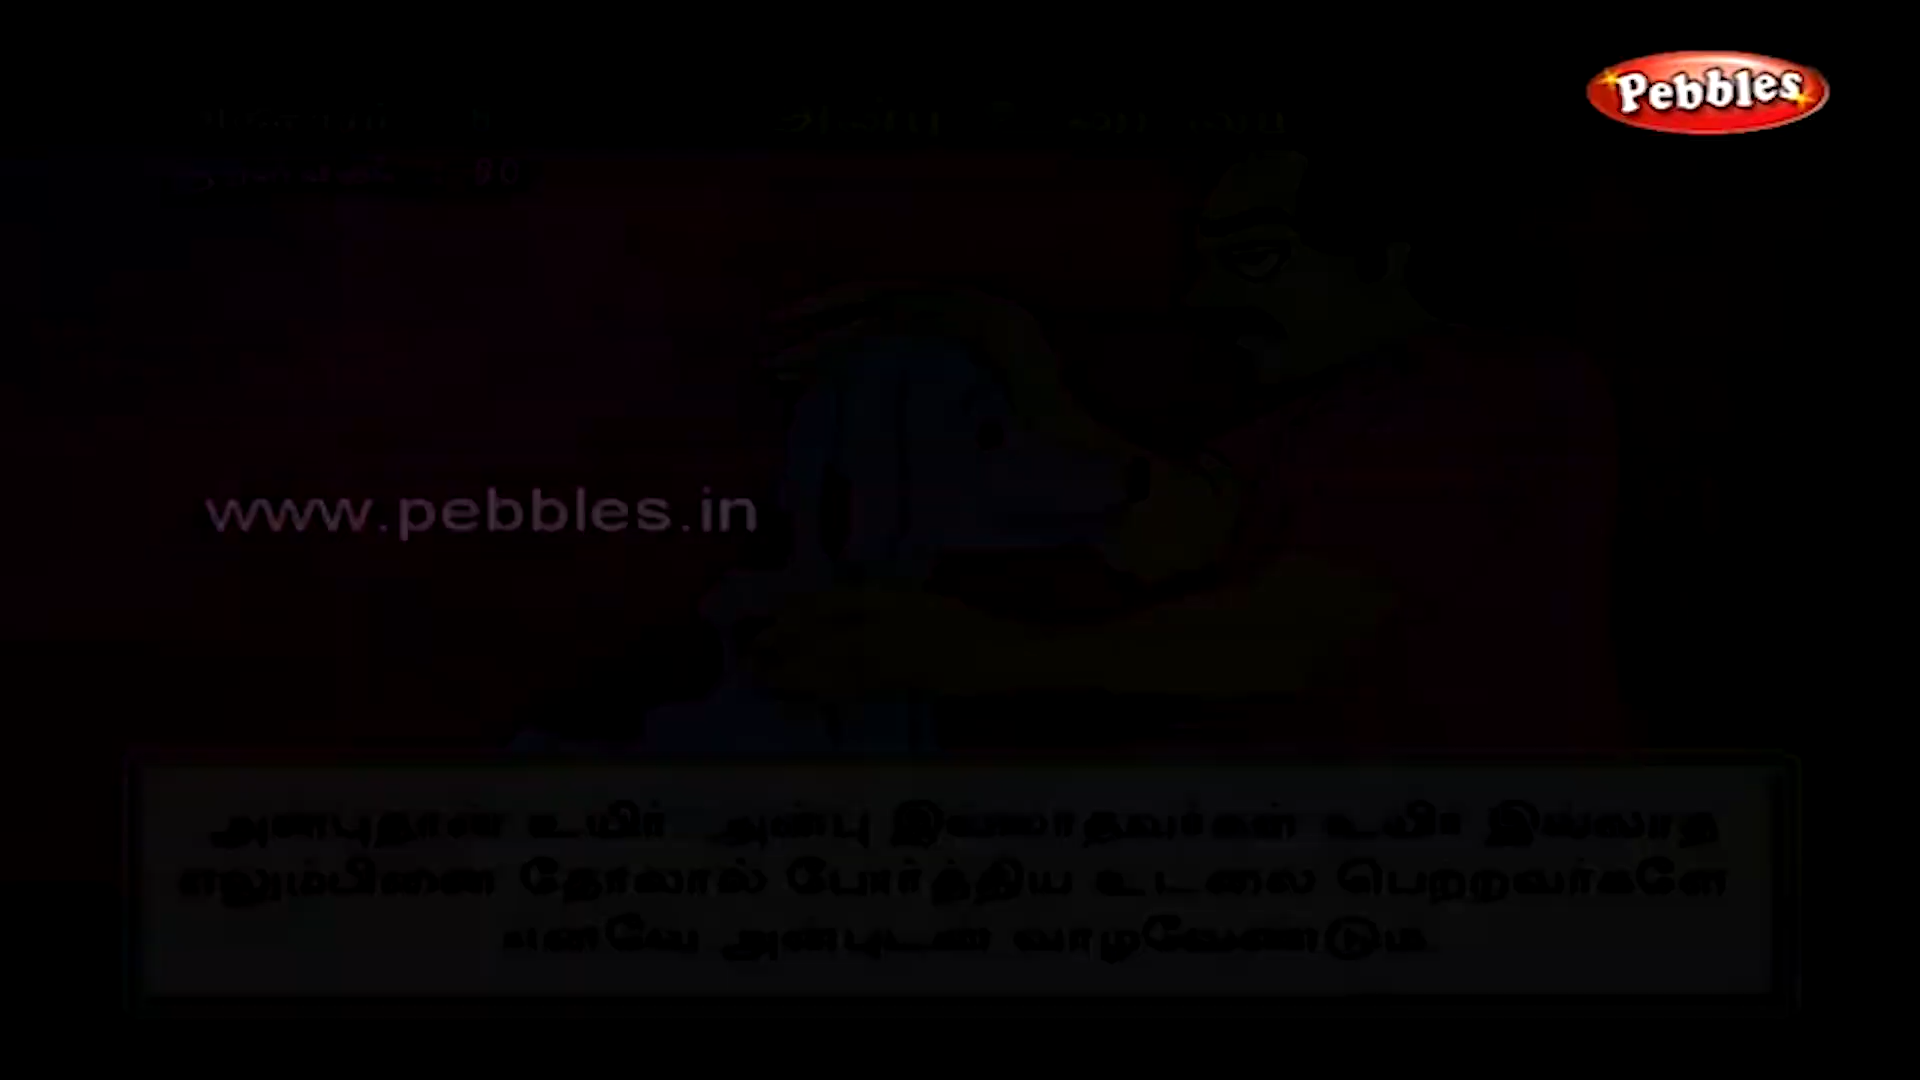 Pebbles
: 80
www.pebbles.in
அன்புதான் உயிர் அன்பு இல்லாதவர்கள் உயிர் இல்லாத
எலும்பினை தோலால் போர்த்திய உடலை பெற்றவர்களே
எனவே அன்புடன் வாழவேண்டும்.